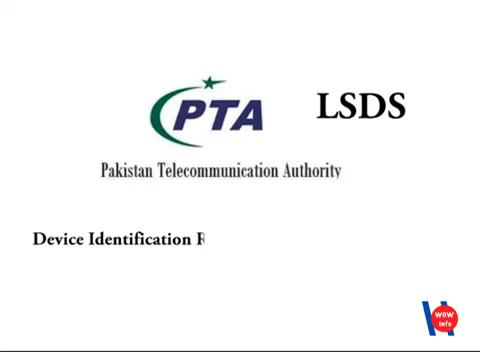 PTA
LSDS
Pakistan Telecommunication Authority
Device Identification
wow
info